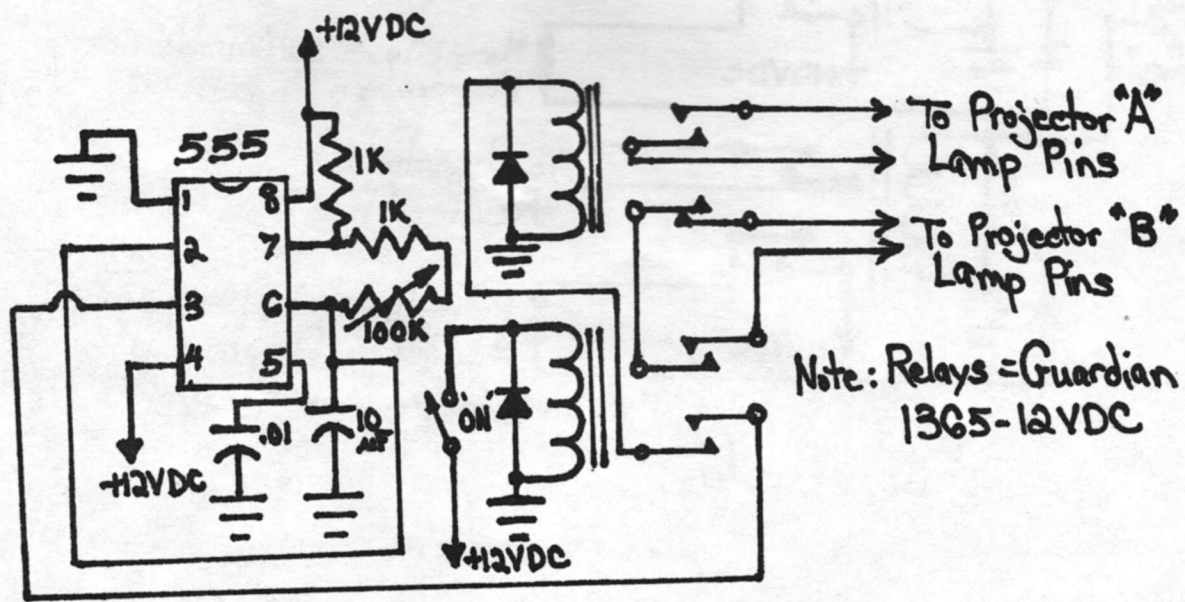 +12VDC
555
1
8
1K
2
7
1K
3
6
100K
4
5
.01
10
µF
+12VDC
'ON'
+12VDC
To Projector "A"
Lamp Pins
To Projector "B"
Lamp Pins
Note: Relays = Guardian
1365-12VDC